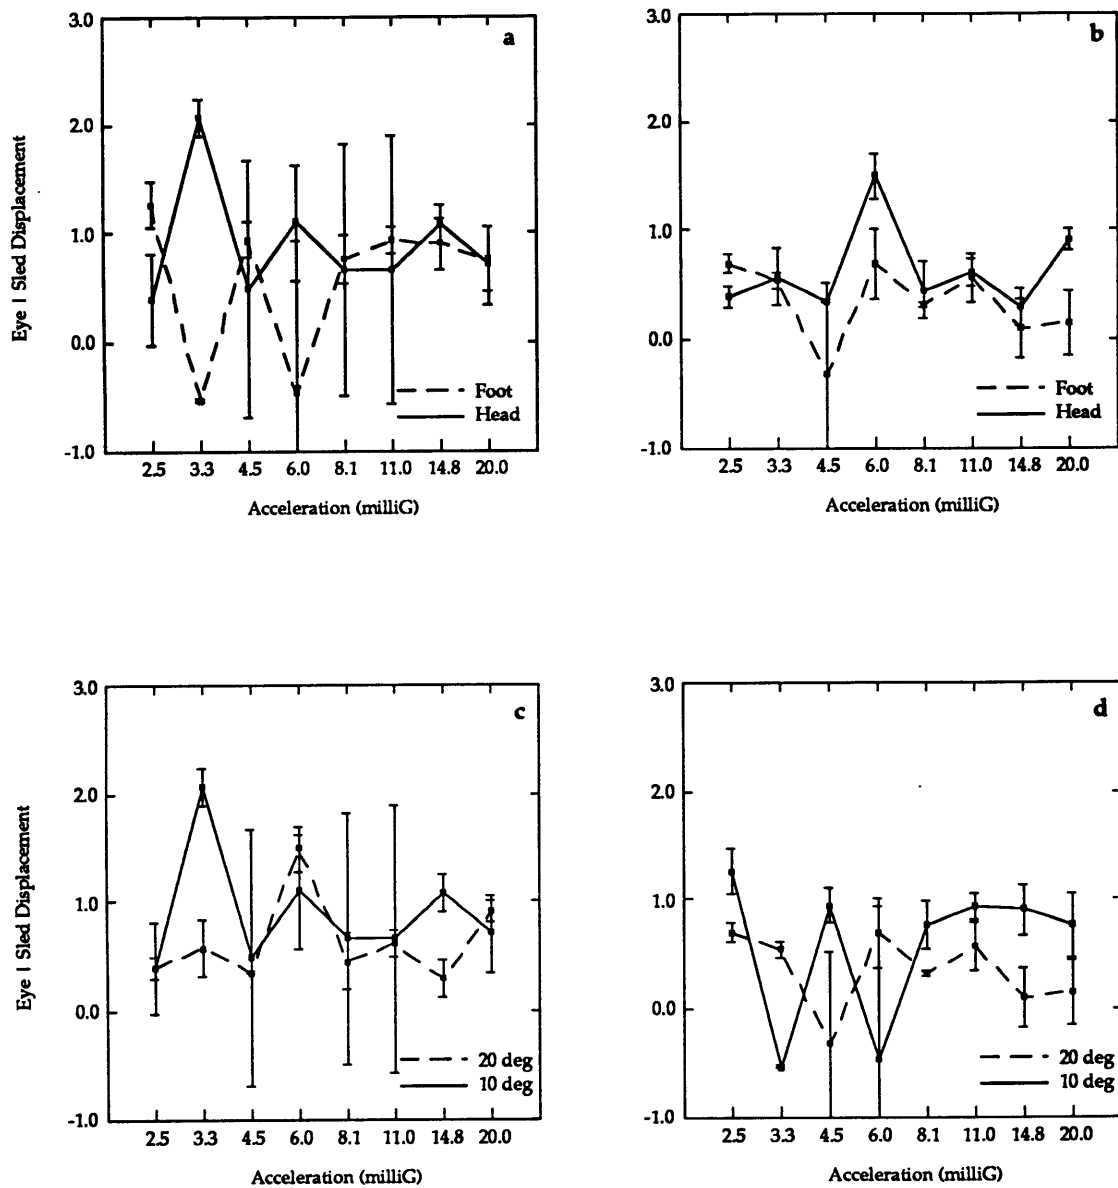 a
3.0
2.0
1.0
0.0
-1.0
Eye | Sled Displacement
Foot
Head
2.5 3.3 4.5 6.0 8.1 11.0 14.8 20.0
Acceleration (milliG)
b
3.0
2.0
1.0
0.0
-1.0
Foot
Head
2.5 3.3 4.5 6.0 8.1 11.0 14.8 20.0
Acceleration (milliG)
c
3.0
2.0
1.0
0.0
-1.0
Eye | Sled Displacement
20 deg
10 deg
2.5 3.3 4.5 6.0 8.1 11.0 14.8 20.0
Acceleration (milliG)
d
3.0
2.0
1.0
0.0
-1.0
20 deg
10 deg
2.5 3.3 4.5 6.0 8.1 11.0 14.8 20.0
Acceleration (milliG)